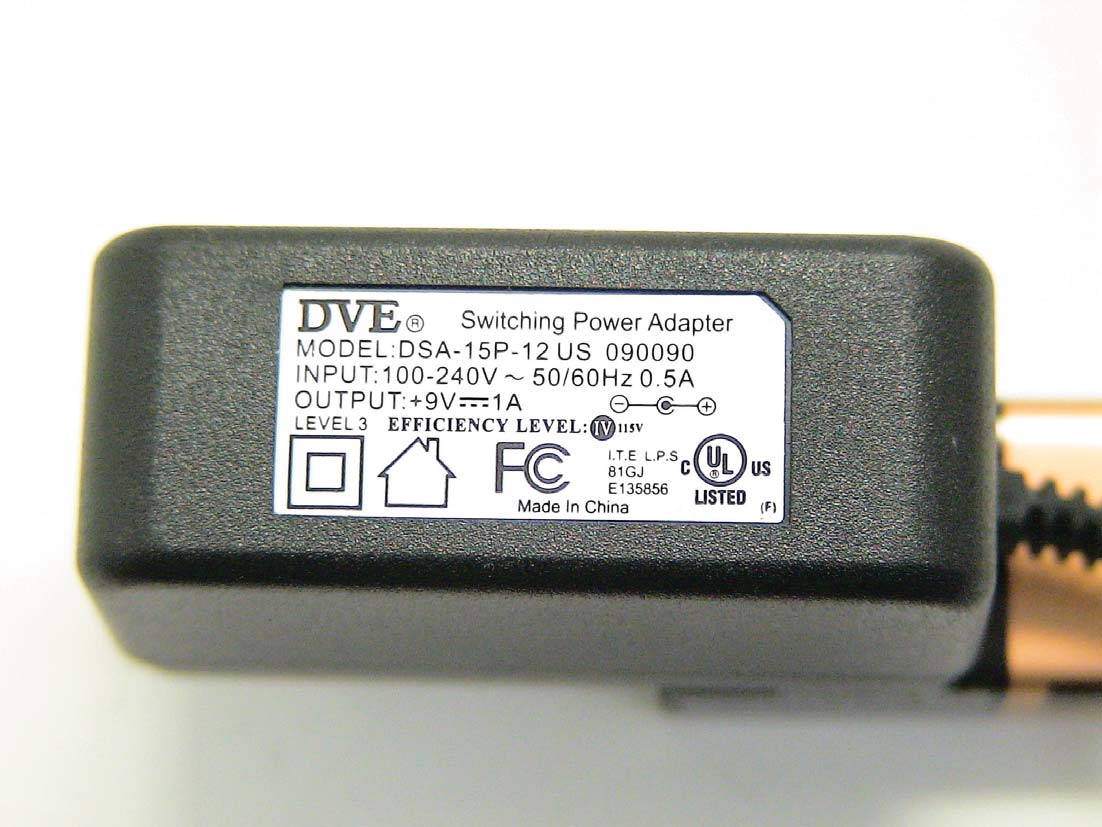 DVE® Switching Power Adapter
MODEL:DSA-15P-12 US 090090
INPUT:100-240V ~ 50/60Hz 0.5A
OUTPUT:+9V⎓1A
LEVEL 3 EFFICIENCY LEVEL:IV 115V
FC
I.T.E L.P.S
81GJ
E135856
C UL® US
LISTED
Made In China
(F)